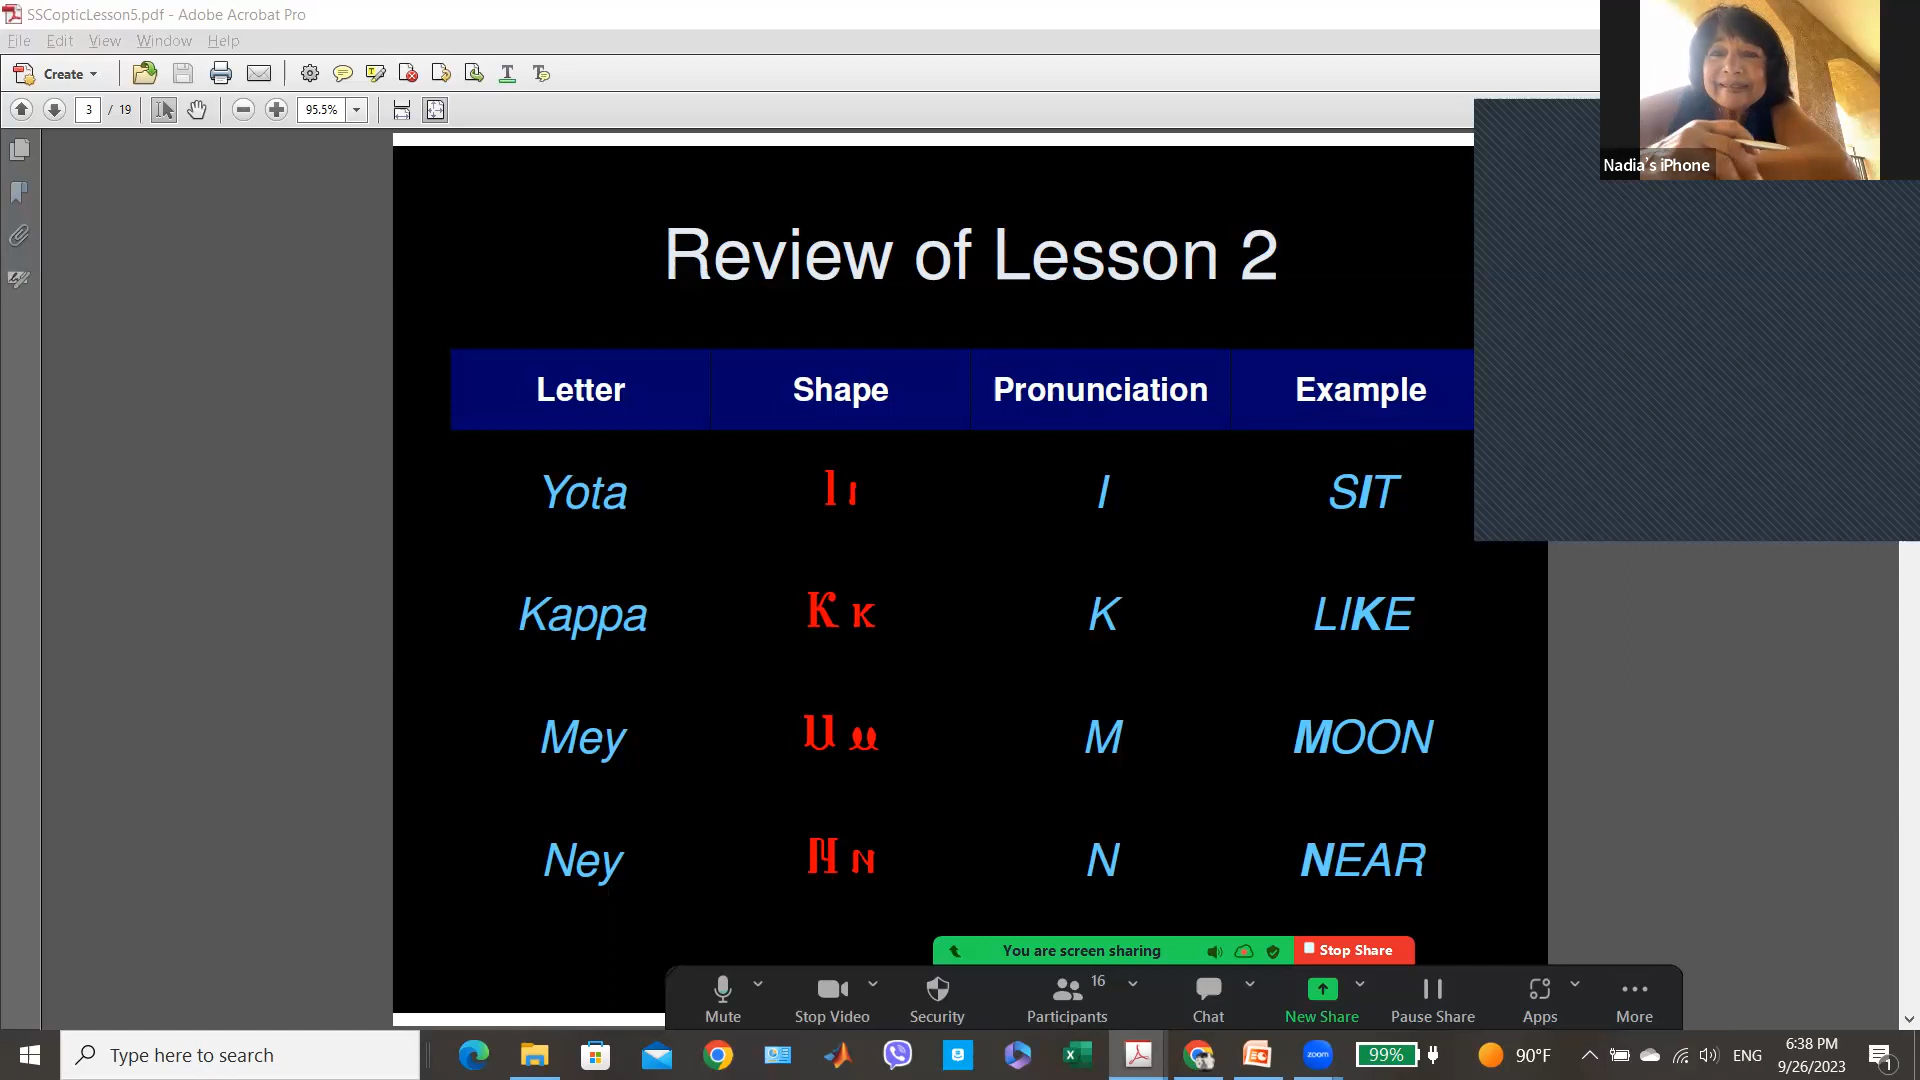 SSCopticLesson5.pdf - Adobe Acrobat Pro
File Edit View Window Help
Create
3 / 19 95.5%
Nadia's iPhone
Review of Lesson 2
Letter Shape Pronunciation Example
Yota Ⲓ ⲓ I SIT
Kappa Ⲕ ⲕ K LIKE
Mey Ⲙ ⲙ M MOON
Ney Ⲛ ⲛ N NEAR
You are screen sharing Stop Share
16
Mute Stop Video Security Participants Chat New Share Pause Share Apps More
Type here to search
zoom
99% 90°F ENG
6:38 PM
9/26/2023
1